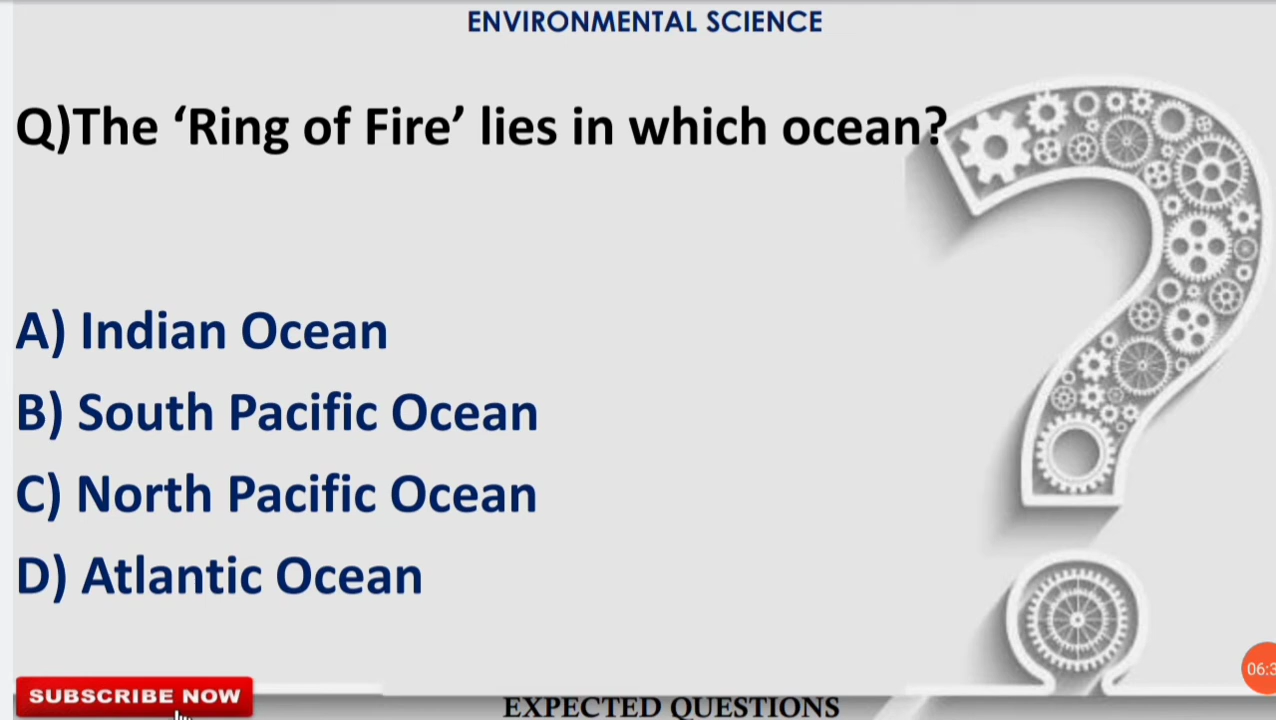 ENVIRONMENTAL SCIENCE
Q)The ‘Ring of Fire’ lies in which ocean?
A) Indian Ocean
B) South Pacific Ocean
C) North Pacific Ocean
D) Atlantic Ocean
SUBSCRIBE NOW
EXPECTED QUESTIONS